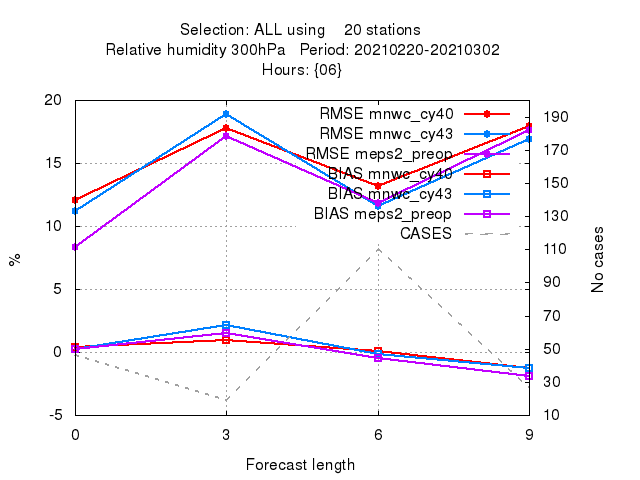 Selection: ALL using    20 stations
Relative humidity 300hPa   Period: 20210220-20210302
Hours: {06}
20
15
10
5
0
-5
%
190
170
150
130
110
90
70
50
30
10
No cases
RMSE mnwc_cy40
RMSE mnwc_cy43
RMSE meps2_preop
BIAS mnwc_cy40
BIAS mnwc_cy43
BIAS meps2_preop
CASES
0 3 6 9
Forecast length